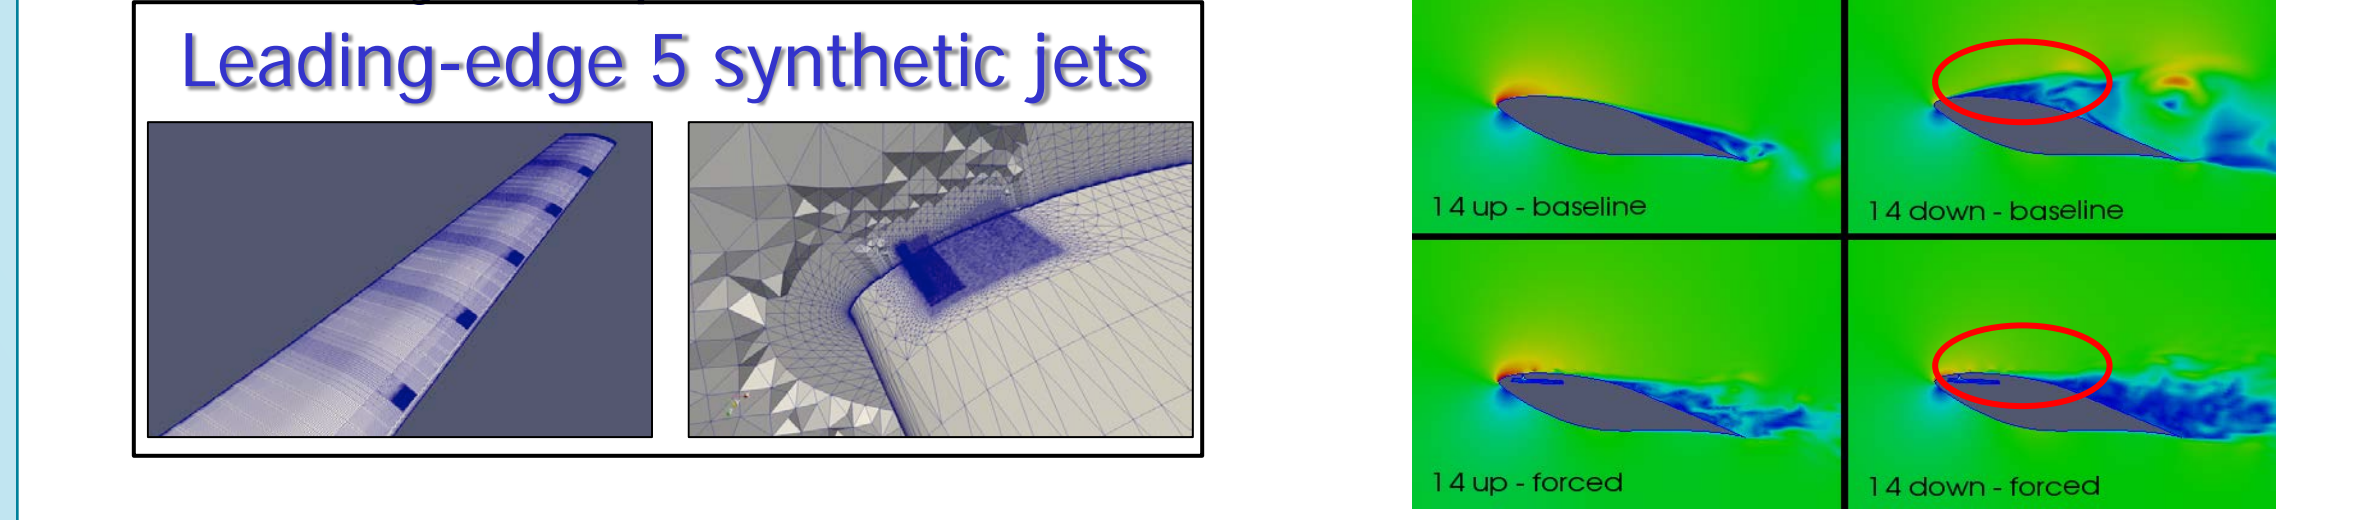 Leading-edge 5 synthetic jets
14 up - baseline
14 down - baseline
14 up - forced
14 down - forced